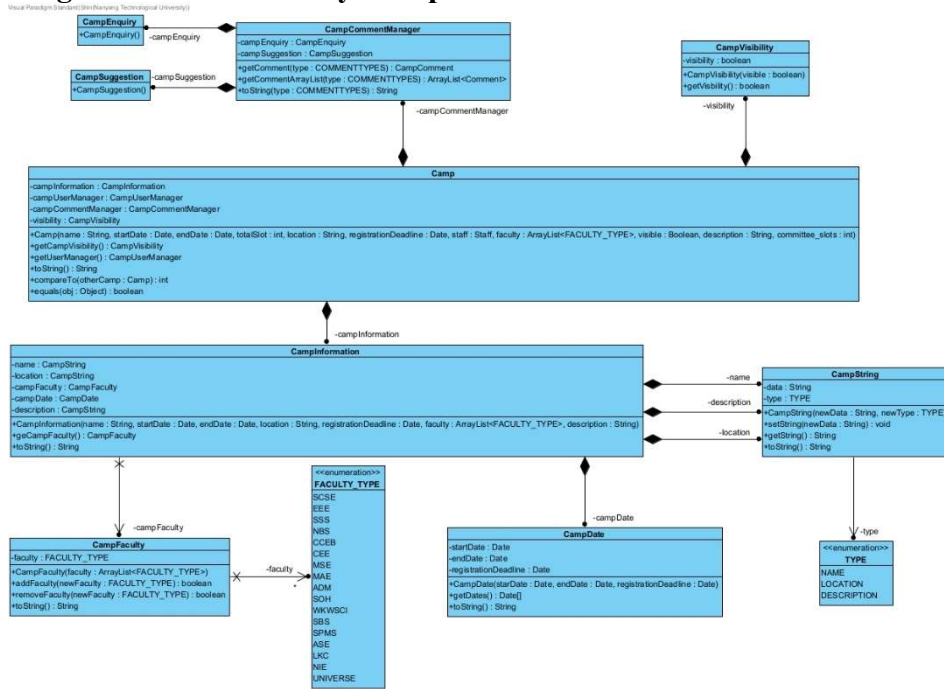 Visual Paradigm Standard(Shin(Nanyang Technological University))
CampEnquiry
+CampEnquiry()
-campEnquiry
CampSuggestion
+CampSuggestion()
-campSuggestion
CampCommentManager
-campEnquiry : CampEnquiry
-campSuggestion : CampSuggestion
+getComment(type : COMMENTTYPES) : CampComment
+getCommentArrayList(type : COMMENTTYPES) : ArrayList<Comment>
+toString(type : COMMENTTYPES) : String
-campCommentManager
CampVisibility
-visibility : boolean
+CampVisibility(visible : boolean)
+getVisbility() : boolean
-visibility
Camp
-campInformation : CampInformation
-campUserManager : CampUserManager
-campCommentManager : CampCommentManager
-visibility : CampVisibility
+Camp(name : String, startDate : Date, endDate : Date, totalSlot : int, location : String, registrationDeadline : Date, staff : Staff, faculty : ArrayList<FACULTY_TYPE>, visible : Boolean, description : String, committee_slots : int)
+getCampVisibility() : CampVisibility
+getUserManager() : CampUserManager
+toString() : String
+compareTo(otherCamp : Camp) : int
+equals(obj : Object) : boolean
-campInformation
CampInformation
-name : CampString
-location : CampString
-campFaculty : CampFaculty
-campDate : CampDate
-description : CampString
+CampInformation(name : String, startDate : Date, endDate : Date, location : String, registrationDeadline : Date, faculty : ArrayList<FACULTY_TYPE>, description : String)
+geCampFaculty() : CampFaculty
+toString() : String
-name
-description
-location
CampString
-data : String
-type : TYPE
+CampString(newData : String, newType : TYPE)
+setString(newData : String) : void
+getString() : String
+toString() : String
-campFaculty
CampFaculty
-faculty : FACULTY_TYPE
+CampFaculty(faculty : ArrayList<FACULTY_TYPE>)
+addFaculty(newFaculty : FACULTY_TYPE) : boolean
+removeFaculty(newFaculty : FACULTY_TYPE) : boolean
+toString() : String
-faculty
*
<<enumeration>>
FACULTY_TYPE
SCSE
EEE
SSS
NBS
CCEB
CEE
MSE
MAE
ADM
SOH
WKWSCI
SBS
SPMS
ASE
LKC
NIE
UNIVERSE
-campDate
CampDate
-startDate : Date
-endDate : Date
-registrationDeadline : Date
+CampDate(starDate : Date, endDate : Date, registrationDeadline : Date)
+getDates() : Date[]
+toString() : String
-type
<<enumeration>>
TYPE
NAME
LOCATION
DESCRIPTION